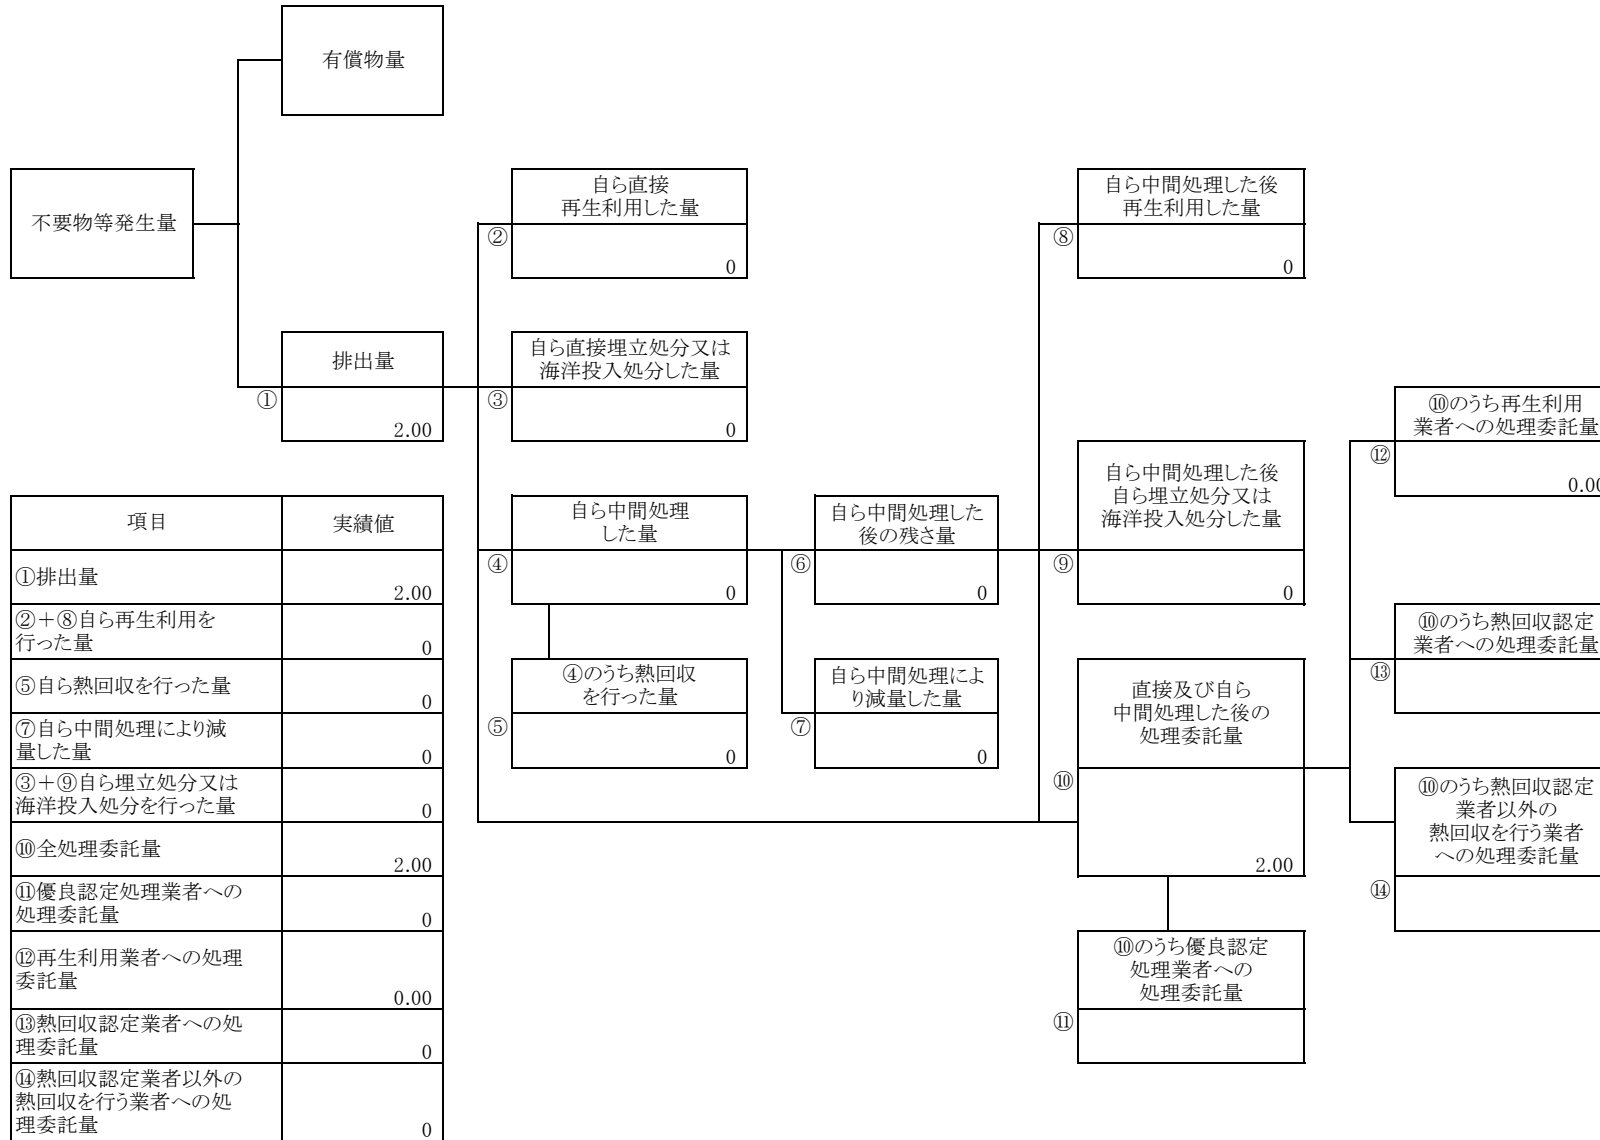 有償物量
不要物等発生量
自ら直接
再生利用した量
②
0
自ら中間処理した後
再生利用した量
⑧
0
排出量
①
2.00
自ら直接埋立処分又は
海洋投入処分した量
③
0
自ら中間処理
した量
④
0
自ら中間処理した
後の残さ量
⑥
0
自ら中間処理した後
自ら埋立処分又は
海洋投入処分した量
⑨
0
⑩のうち再生利用
業者への処理委託量
⑫
0.00
④のうち熱回収
を行った量
⑤
0
自ら中間処理によ
り減量した量
⑦
0
直接及び自ら
中間処理した後の
処理委託量
⑩
2.00
⑩のうち熱回収認定
業者への処理委託量
⑬
⑩のうち熱回収認定
業者以外の
熱回収を行う業者
への処理委託量
⑭
⑩のうち優良認定
処理業者への
処理委託量
⑪
項目
実績値
①排出量
2.00
②+⑧自ら再生利用を
行った量
0
⑤自ら熱回収を行った量
0
⑦自ら中間処理により減
量した量
0
③+⑨自ら埋立処分又は
海洋投入処分を行った量
0
⑩全処理委託量
2.00
⑪優良認定処理業者への
処理委託量
0
⑫再生利用業者への処理
委託量
0.00
⑬熱回収認定業者への処
理委託量
0
⑭熱回収認定業者以外の
熱回収を行う業者への処
理委託量
0